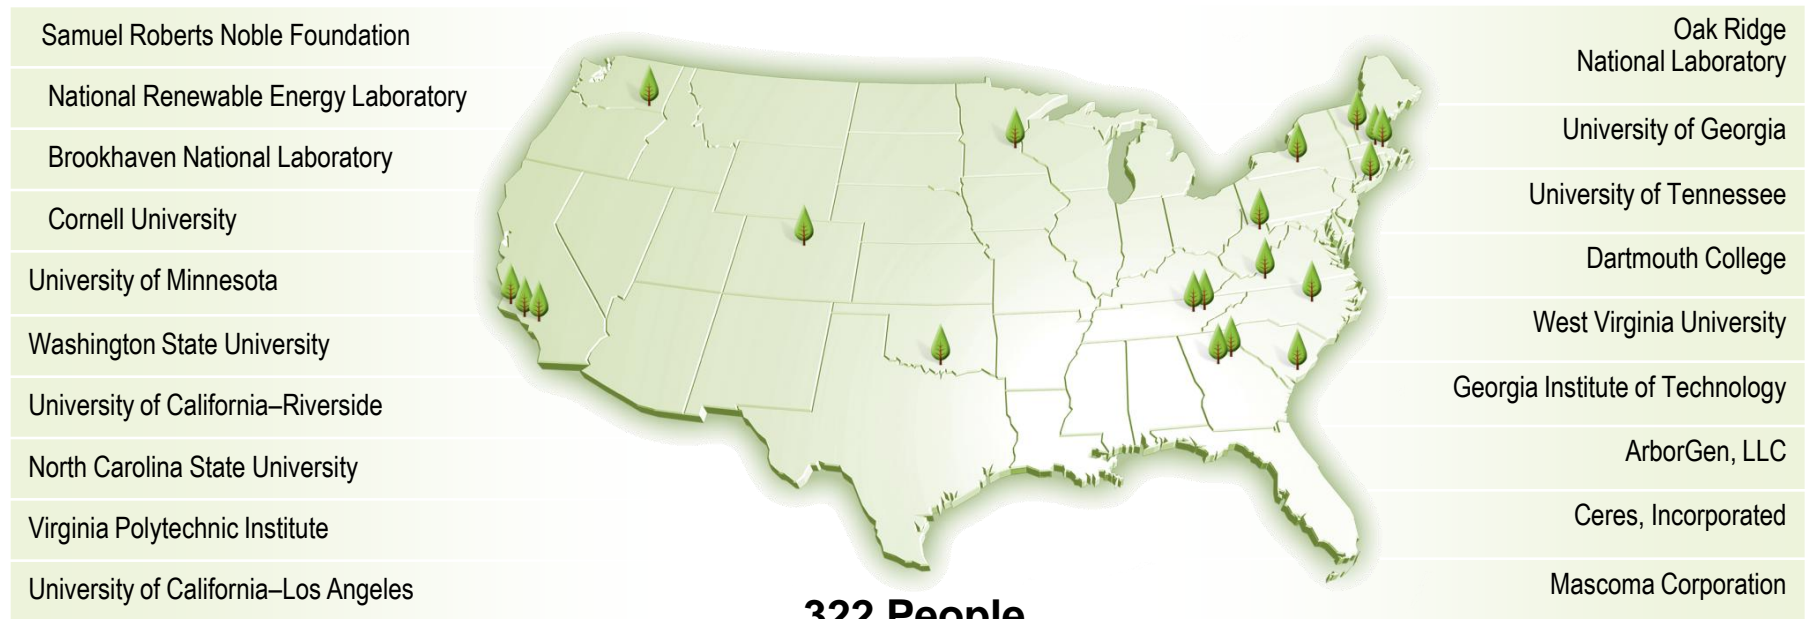 Samuel Roberts Noble Foundation
National Renewable Energy Laboratory
Brookhaven National Laboratory
Cornell University
University of Minnesota
Washington State University
University of California–Riverside
North Carolina State University
Virginia Polytechnic Institute
University of California–Los Angeles
Oak Ridge
National Laboratory
University of Georgia
University of Tennessee
Dartmouth College
West Virginia University
Georgia Institute of Technology
ArborGen, LLC
Ceres, Incorporated
Mascoma Corporation
322 People